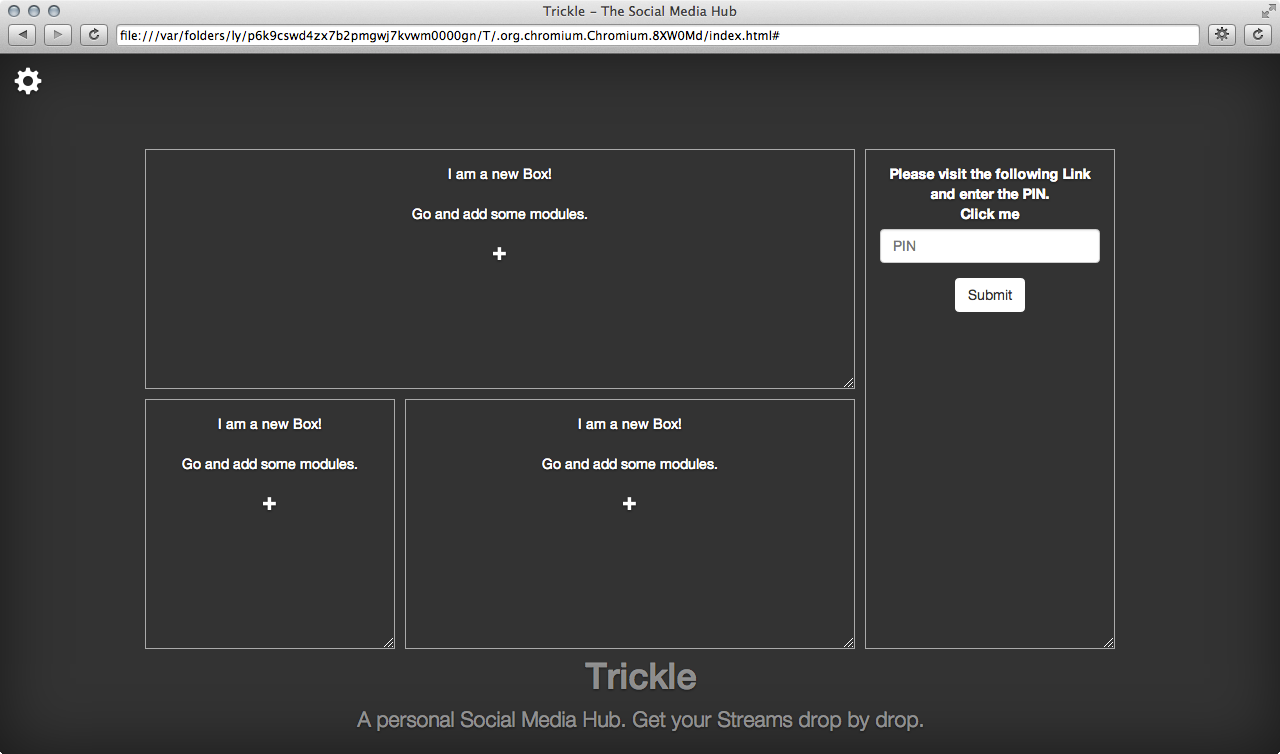 Trickle – The Social Media Hub
file:///var/folders/ly/p6k9cswd4zx7b2pmgwj7kvwm0000gn/T/.org.chromium.Chromium.8XW0Md/index.html#
I am a new Box!
Go and add some modules.
Please visit the following Link
and enter the PIN.
Click me
PIN
Submit
I am a new Box!
Go and add some modules.
I am a new Box!
Go and add some modules.
Trickle
A personal Social Media Hub. Get your Streams drop by drop.